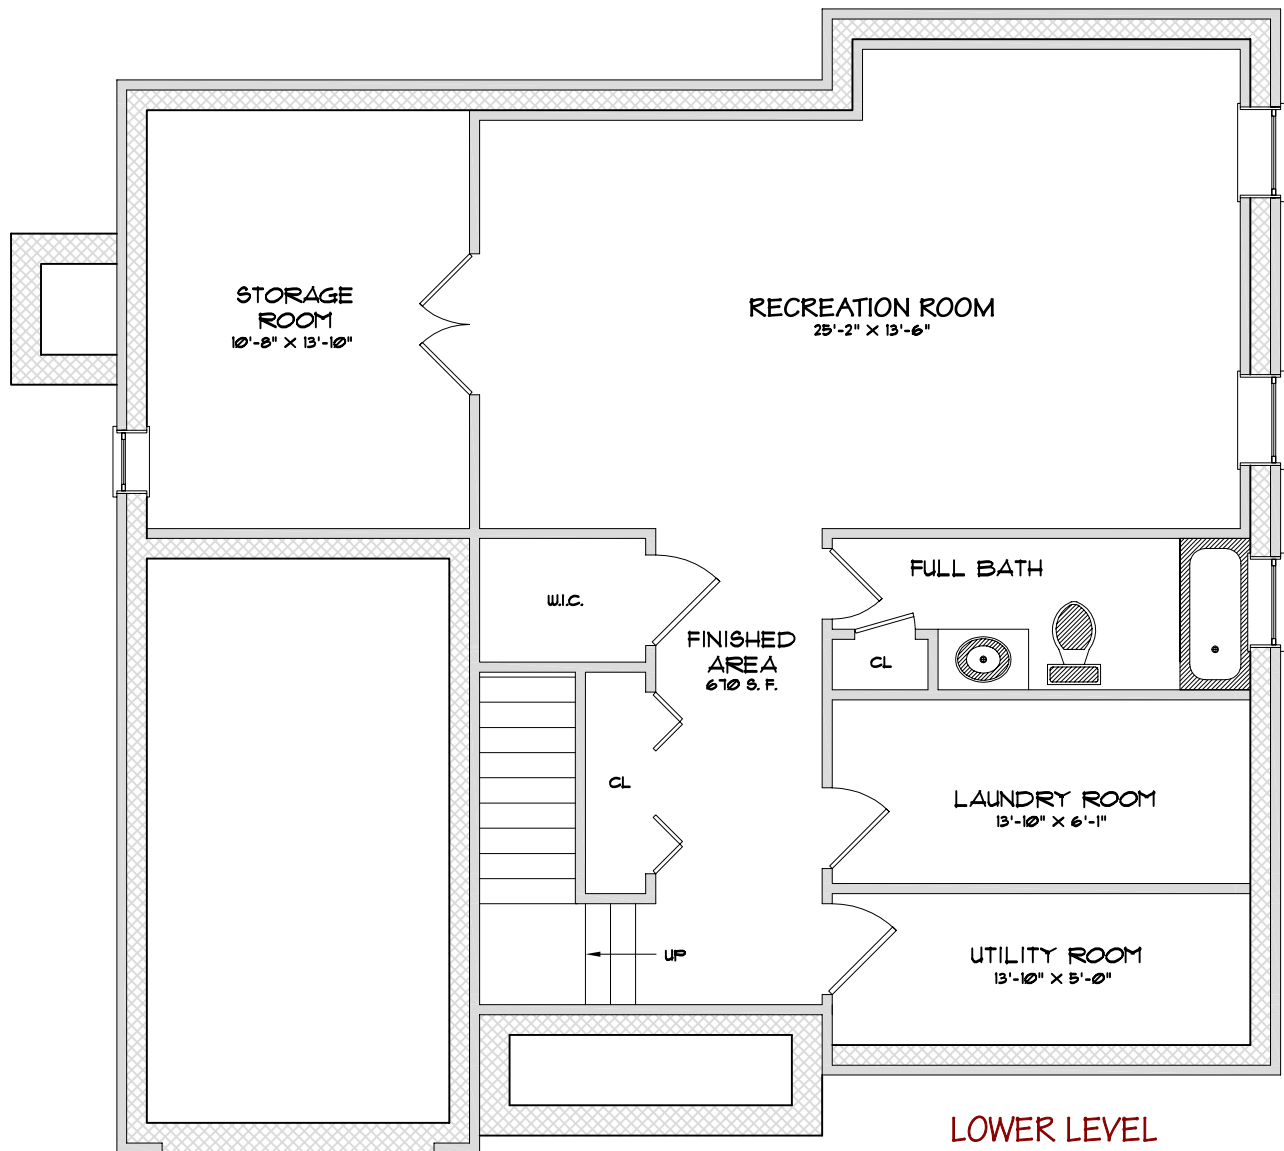 STORAGE
ROOM
10'-8" X 13'-10"
RECREATION ROOM
25'-2" X 13'-6"
W.I.C.
FULL BATH
FINISHED
AREA
670 S. F.
CL
CL
LAUNDRY ROOM
13'-10" X 6'-1"
UP
UTILITY ROOM
13'-10" X 5'-0"
LOWER LEVEL